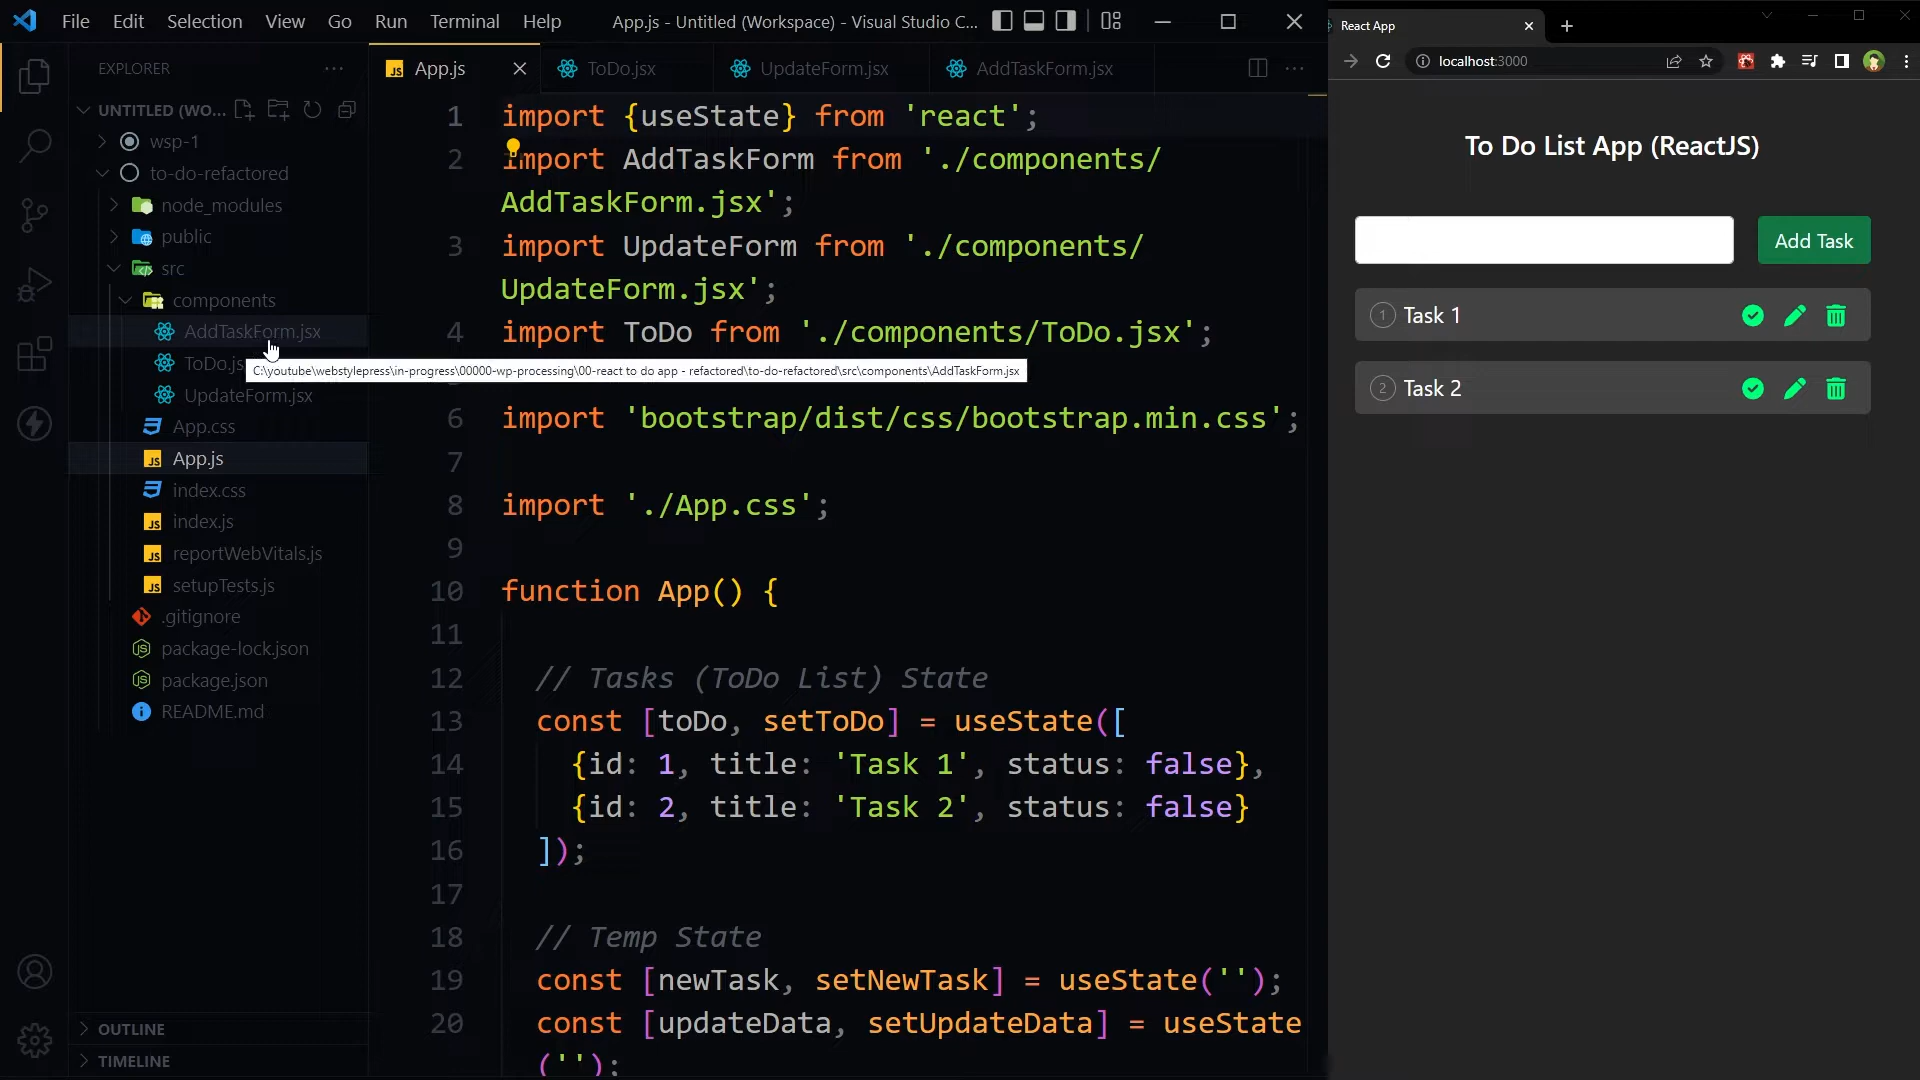 File Edit Selection View Go Run Terminal Help App.js - Untitled (Workspace) - Visual Studio C...
EXPLORER
UNTITLED (WO...
wsp-1
to-do-refactored
node_modules
public
src
components
AddTaskForm.jsx
ToDo.js
UpdateForm.jsx
App.css
JS App.js
index.css
JS index.js
JS reportWebVitals.js
JS setupTests.js
.gitignore
package-lock.json
package.json
README.md
OUTLINE
TIMELINE
C:\youtube\webstylepress\in-progress\00000-wp-processing\00-react to do app - refactored\to-do-refactored\src\components\AddTaskForm.jsx
JS App.js ToDo.jsx UpdateForm.jsx AddTaskForm.jsx
1 import {useState} from 'react';
2 import AddTaskForm from './components/
AddTaskForm.jsx';
3 import UpdateForm from './components/
UpdateForm.jsx';
4 import ToDo from './components/ToDo.jsx';
6 import 'bootstrap/dist/css/bootstrap.min.css';
7
8 import './App.css';
9
10 function App() {
11
12 // Tasks (ToDo List) State
13 const [toDo, setToDo] = useState([
14 {id: 1, title: 'Task 1', status: false},
15 {id: 2, title: 'Task 2', status: false}
16 ]);
17
18 // Temp State
19 const [newTask, setNewTask] = useState('');
20 const [updateData, setUpdateData] = useState
('');
React App
localhost:3000
To Do List App (ReactJS)
Add Task
1 Task 1
2 Task 2